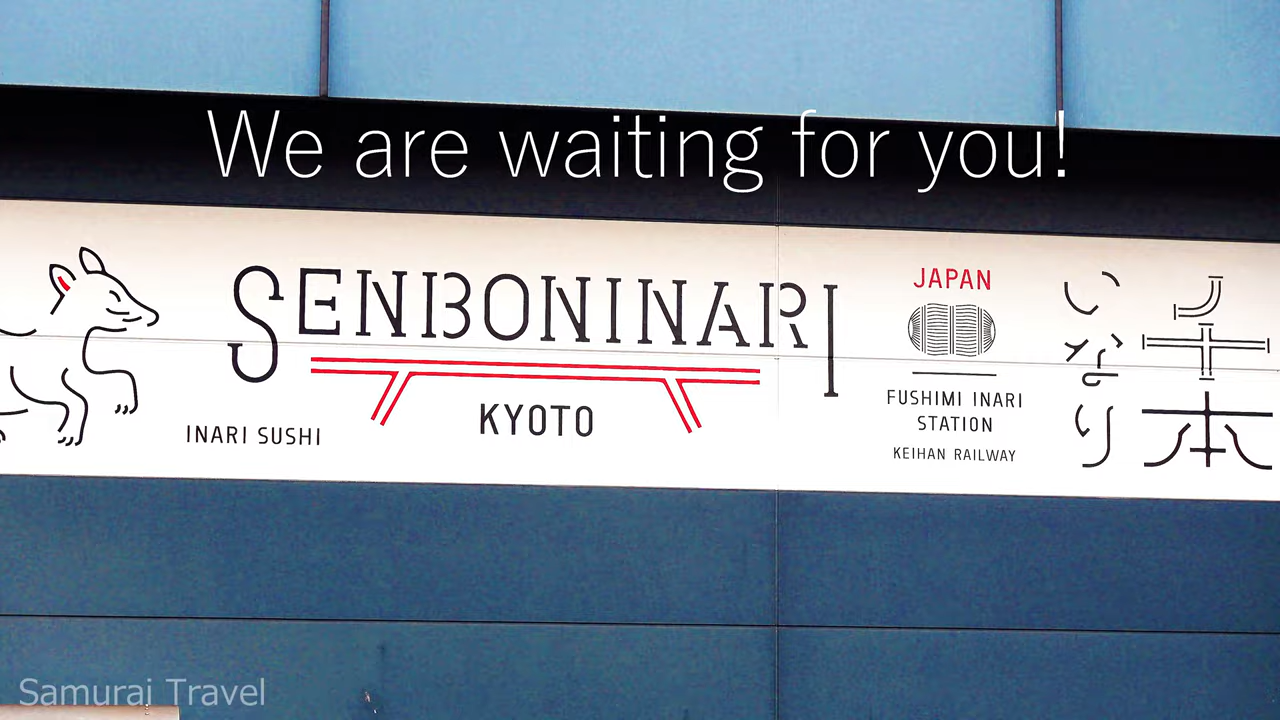 We are waiting for you!
SENBONINARI
KYOTO
INARI SUSHI
JAPAN
FUSHIMI INARI
STATION
KEIHAN RAILWAY
千本
いなり
Samurai Travel